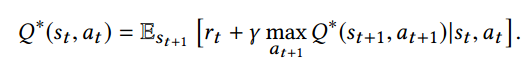 Q*(s_t, a_t) = 𝔼_{s_{t+1}} [r_t + γ max_{a_{t+1}} Q*(s_{t+1}, a_{t+1})|s_t, a_t].